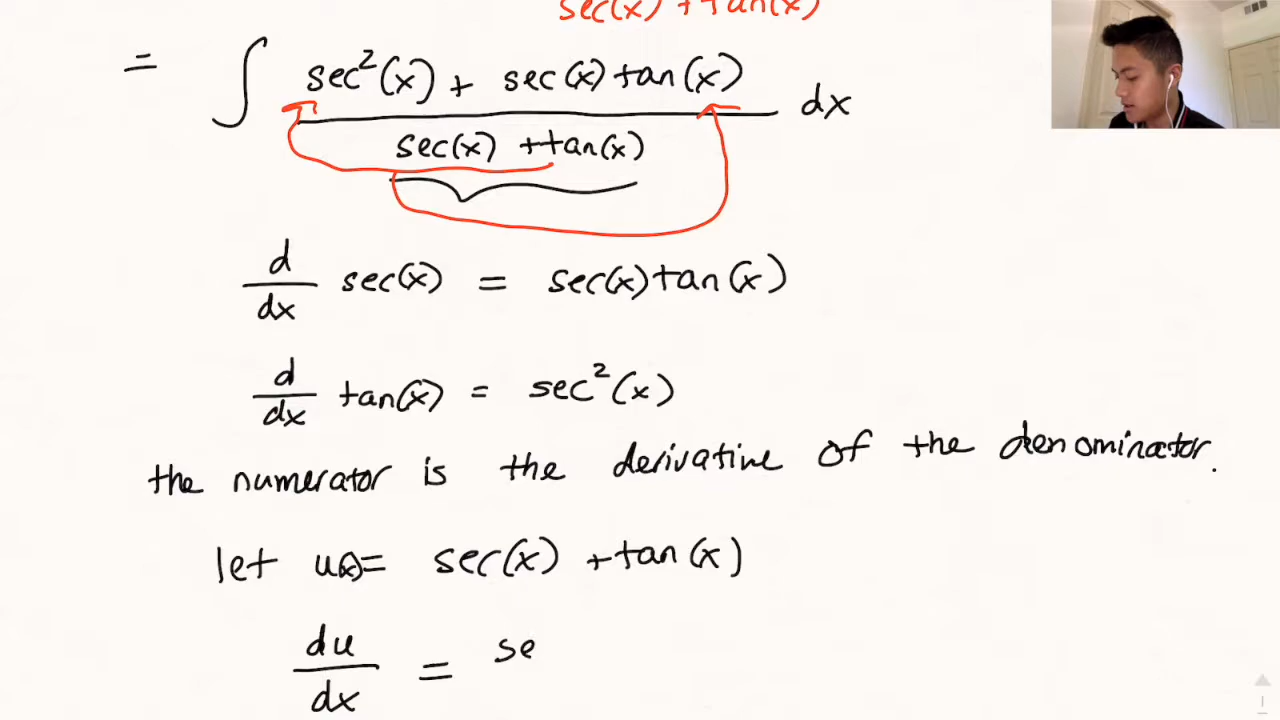 sec(x) + tan(x)
= ∫ sec²(x) + sec(x) tan(x) dx
sec(x) + tan(x)
d/dx sec(x) = sec(x) tan(x)
d/dx tan(x) = sec²(x)
the numerator is the derivative of the denominator.
let u(x) = sec(x) + tan(x)
du/dx = se